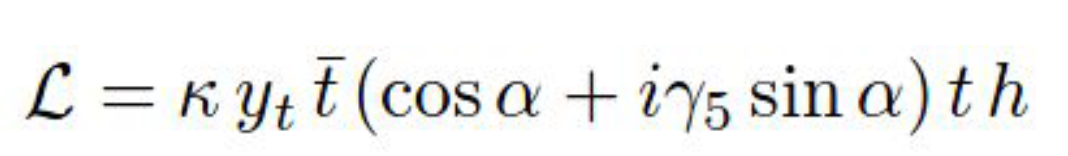 ℒ = κ y_t t̄ (cos α + iγ₅ sin α) t h